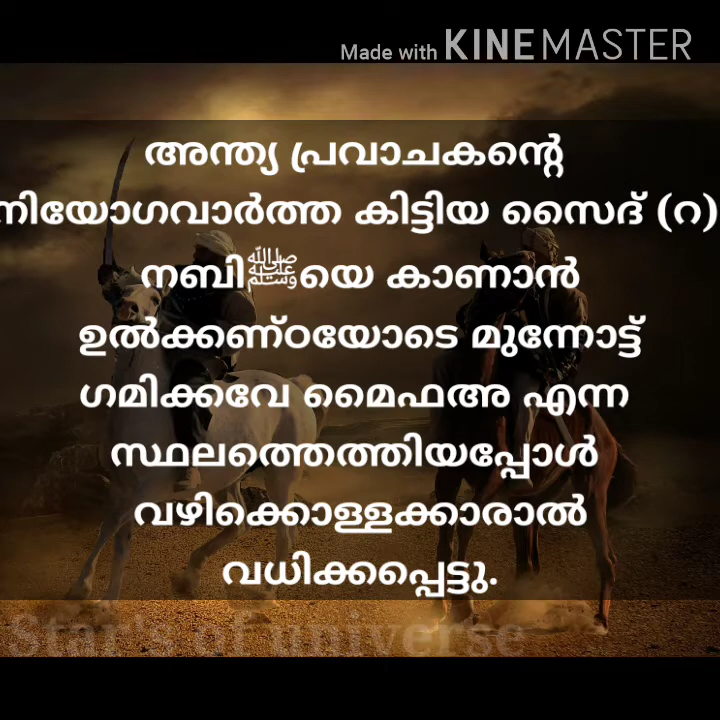 Made with KINEMASTER
അന്ത്യ പ്രവാചകന്റെ
നിയോഗവാർത്ത കിട്ടിയ സൈദ് (റ)
നബിﷺയെ കാണാൻ
ഉൽക്കണ്ഠയോടെ മുന്നോട്ട്
ഗമിക്കവേ മൈഫഅ എന്ന
സ്ഥലത്തെത്തിയപ്പോൾ
വഴിക്കൊള്ളക്കാരാൽ
വധിക്കപ്പെട്ടു.
Star's of universe